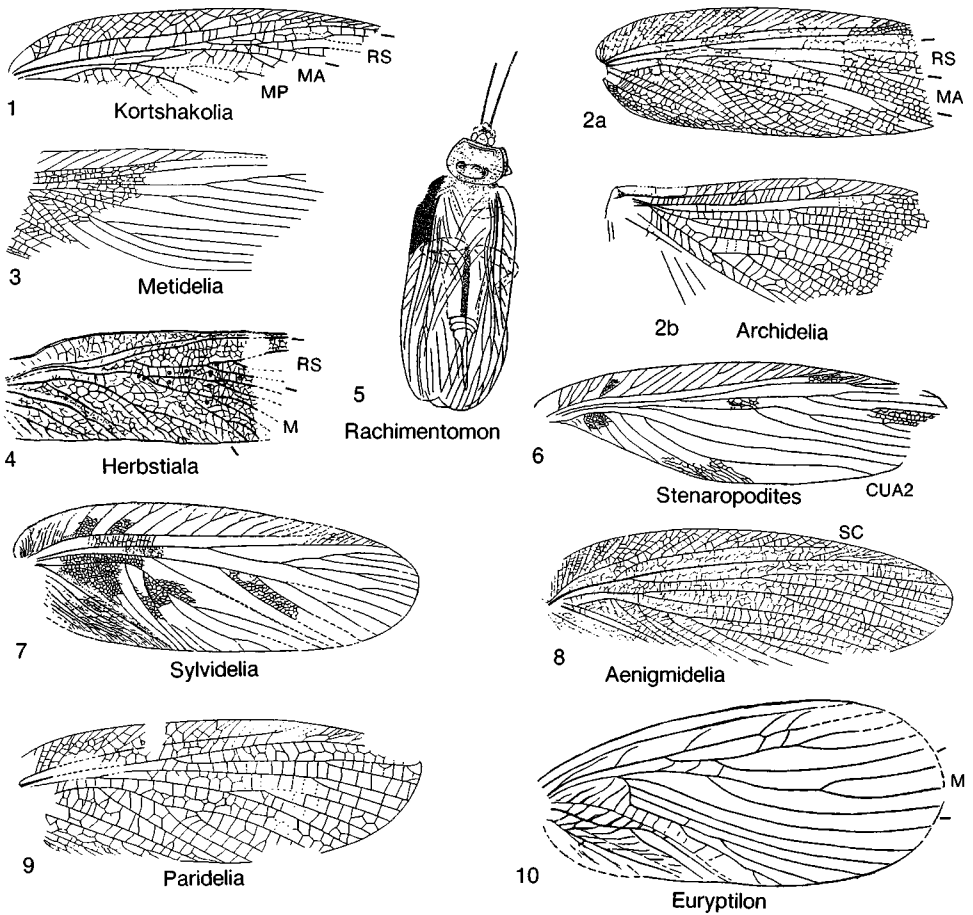 RS
MA
MP
1
Kortshakolia
RS
MA
2a
3
Metidelia
2b
Archidelia
RS
M
4
Herbstiala
5
Rachimentomon
6
Stenaropodites
CUA2
7
Sylvidelia
SC
8
Aenigmidelia
9
Paridelia
M
10
Euryptilon